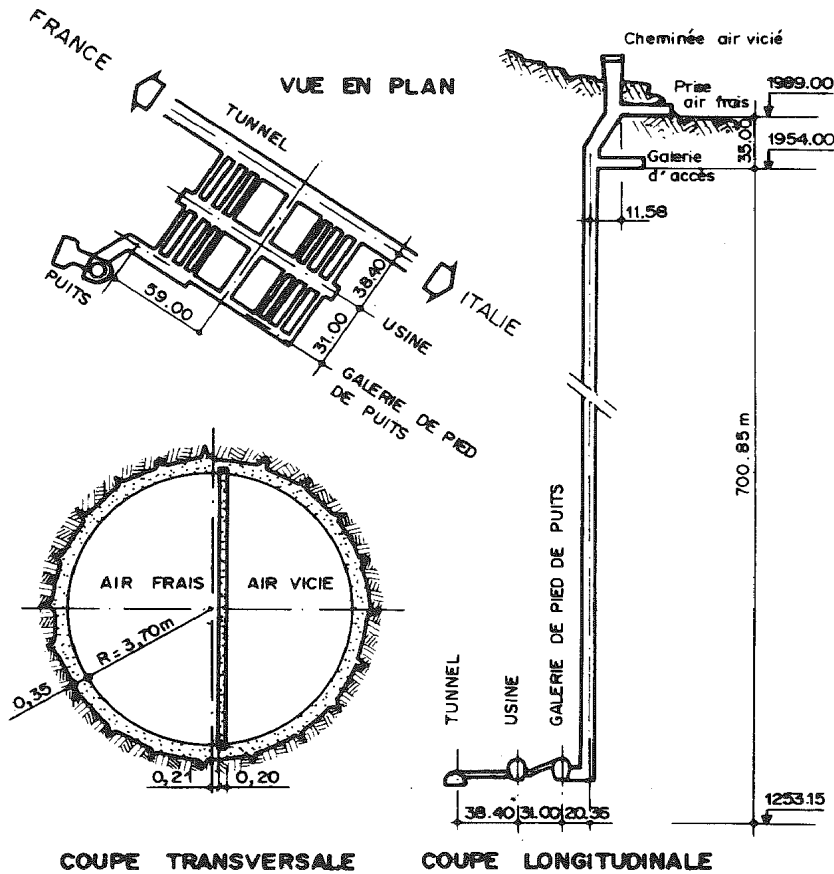 FRANCE
VUE EN PLAN
TUNNEL
PUITS
59.00
38.40
31.00
ITALIE
USINE
GALERIE DE PIED
DE PUITS
Cheminée air vicié
Prise
air frais
1989.00
35.00
1954.00
Galerie
d'accès
11.58
700.85m
AIR FRAIS
AIR VICIE
R=3,70m
0,35
0,21
0,20
TUNNEL
USINE
GALERIE DE PIED DE PUITS
38.40
31.00
20.36
1253.15
COUPE TRANSVERSALE
COUPE LONGITUDINALE